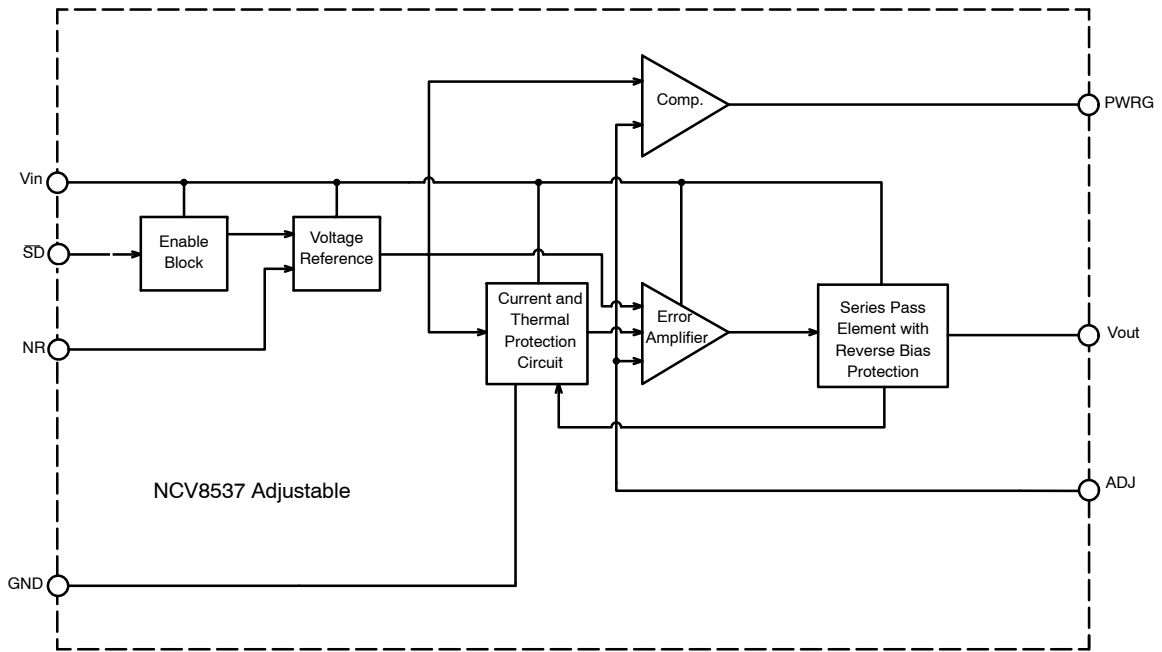 Comp.
PWRG
Vin
Enable
Block
Voltage
Reference
S̅D̅
Current and
Thermal
Protection
Circuit
Error
Amplifier
Series Pass
Element with
Reverse Bias
Protection
NR
Vout
NCV8537 Adjustable
ADJ
GND